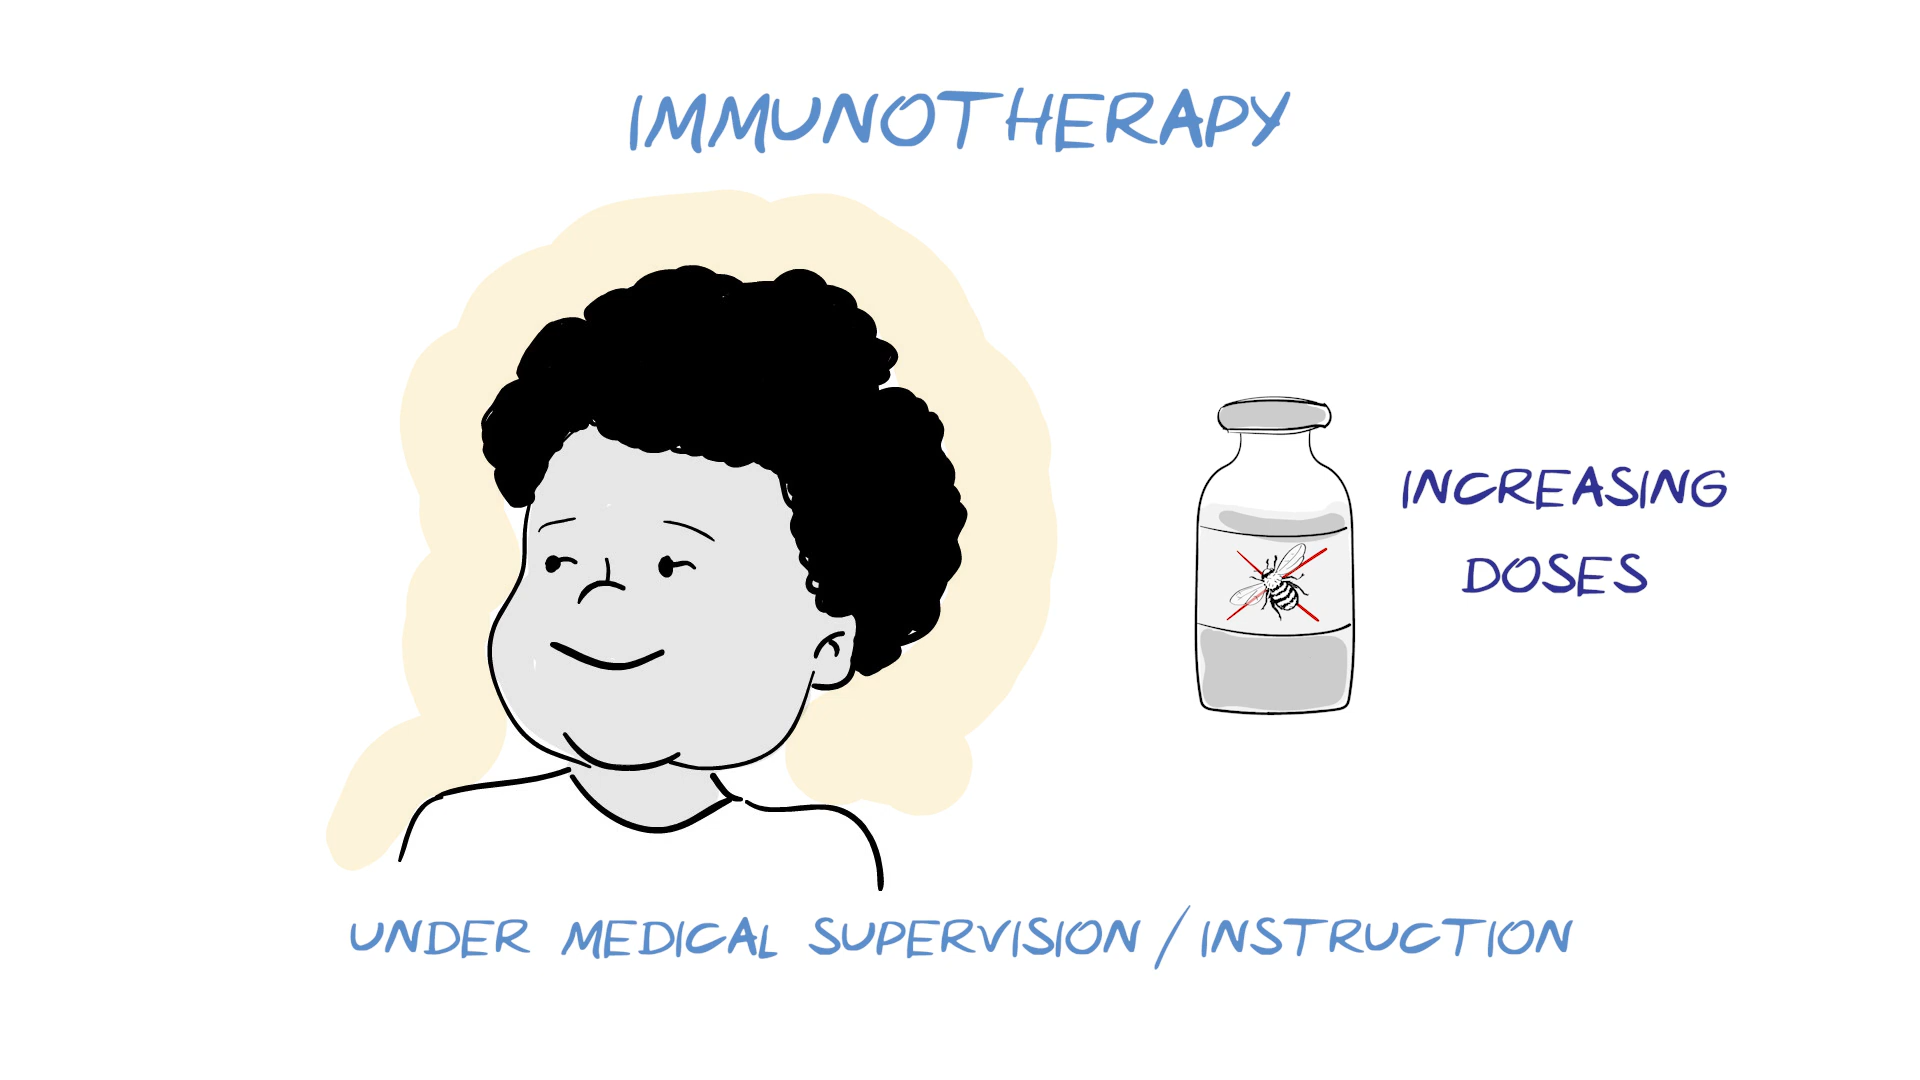 IMMUNOTHERAPY
INCREASING
DOSES
UNDER MEDICAL SUPERVISION / INSTRUCTION